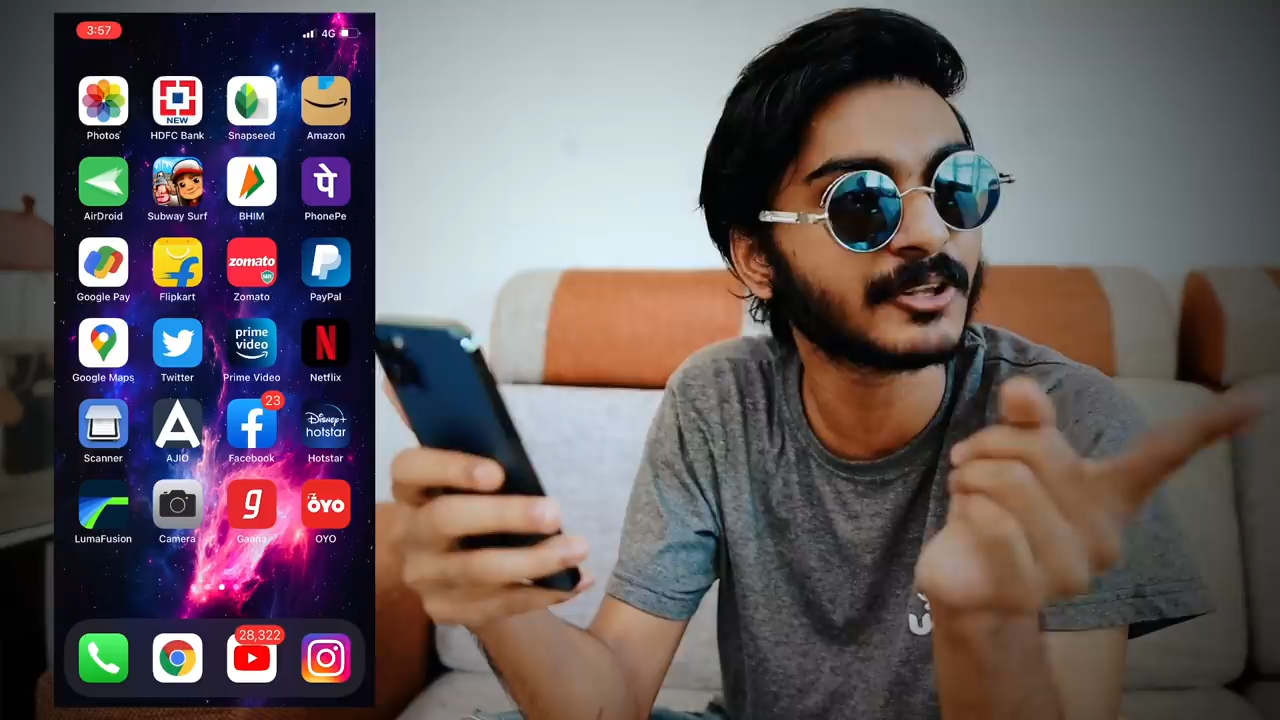 3:57
4G
NEW
Photos HDFC Bank Snapseed Amazon
पे
AirDroid Subway Surf BHIM PhonePe
zomato
Google Pay Flipkart Zomato PayPal
prime
video
N
Google Maps Twitter Prime Video Netflix
23
Disney+
hotstar
Scanner AJIO Facebook Hotstar
g
ÖYO
LumaFusion Camera Gaana OYO
28,322